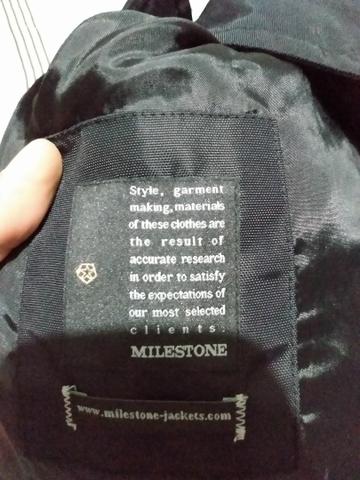 Style, garment
making, materials
of these clothes are
the result of
accurate research
in order to satisfy
the expectations of
our most selected
clients.
MILESTONE
www.milestone-jackets.com